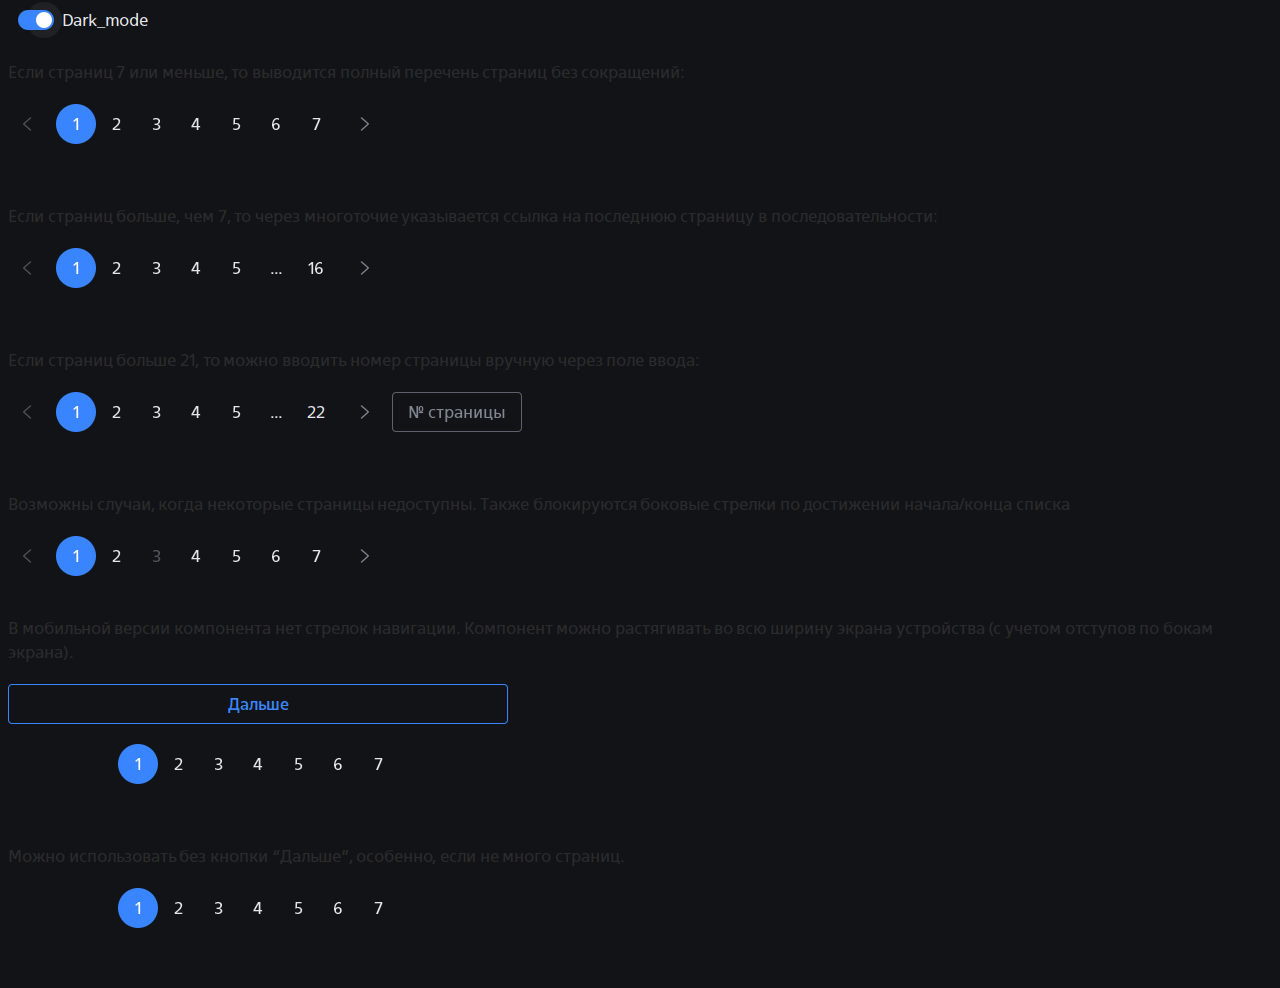 Dark_mode
Если страниц 7 или меньше, то выводится полный перечень страниц без сокращений:
1 2 3 4 5 6 7
Если страниц больше, чем 7, то через многоточие указывается ссылка на последнюю страницу в последовательности:
1 2 3 4 5 ... 16
Если страниц больше 21, то можно вводить номер страницы вручную через поле ввода:
1 2 3 4 5 ... 22 № страницы
Возможны случаи, когда некоторые страницы недоступны. Также блокируются боковые стрелки по достижении начала/конца списка
1 2 3 4 5 6 7
В мобильной версии компонента нет стрелок навигации. Компонент можно растягивать во всю ширину экрана устройства (с учетом отступов по бокам
экрана).
Дальше
1 2 3 4 5 6 7
Можно использовать без кнопки “Дальше”, особенно, если не много страниц.
1 2 3 4 5 6 7